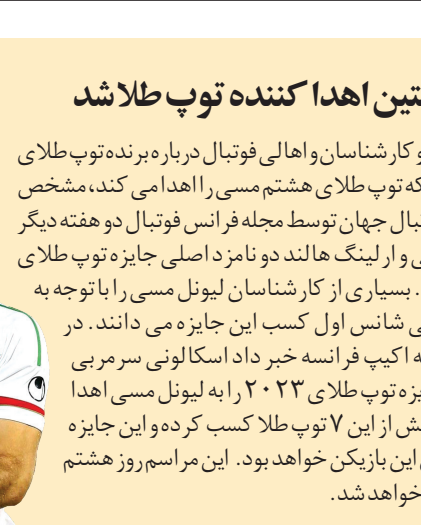 اهدا کننده توپ طلا شد
و کارشناسان و اهالی فوتبال درباره برنده توپ طلای
که توپ طلای هشتم مسی را اهدا می کند، مشخص
جهان توسط مجله فرانس فوتبال دو هفته دیگر
و ارلینگ هالند دو نامزد اصلی جایزه توپ طلای
. بسیاری از کارشناسان لیونل مسی را با توجه به
شانس اول کسب این جایزه می دانند. در
اکیپ فرانسه خبر داد اسکالونی سرمربی
توپ طلای ۲۰۲۳ را به لیونل مسی اهدا
از این ۷ توپ طلا کسب کرده و این جایزه
این بازیکن خواهد بود. این مراسم روز هشتم
خواهد شد.